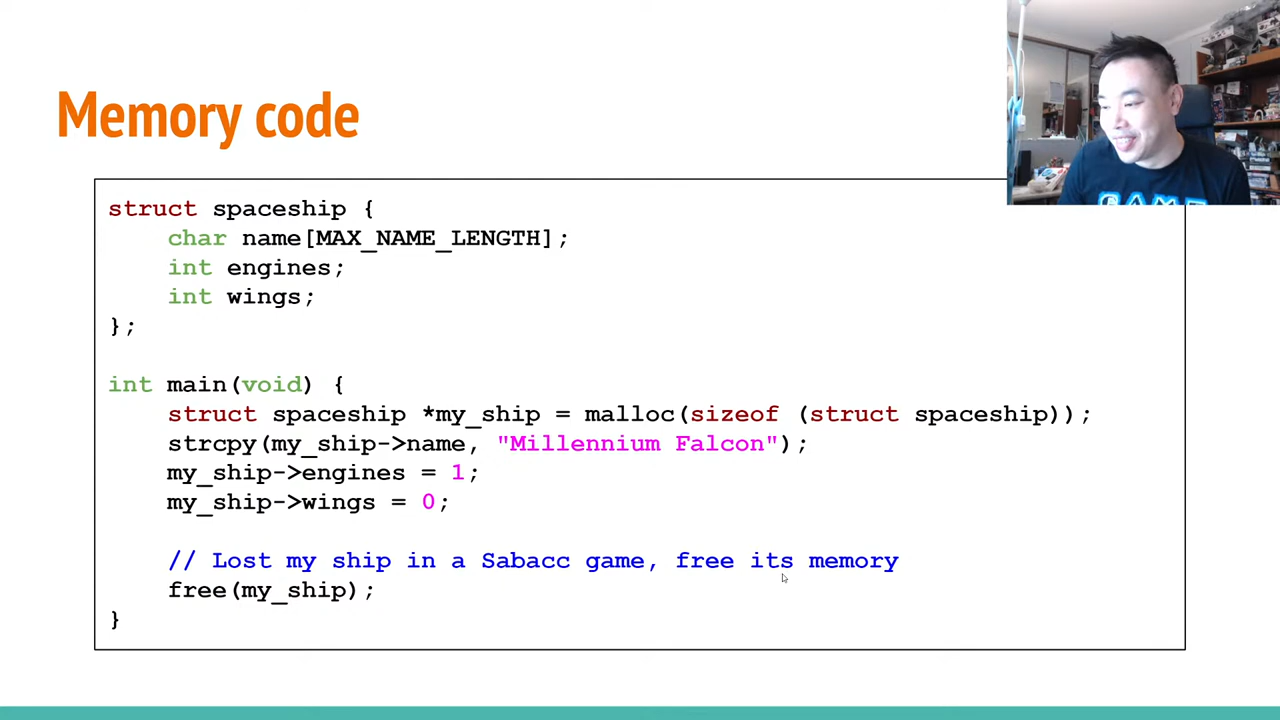 Memory code
struct spaceship {
char name[MAX_NAME_LENGTH];
int engines;
int wings;
};
int main(void) {
struct spaceship *my_ship = malloc(sizeof (struct spaceship));
strcpy(my_ship->name, "Millennium Falcon");
my_ship->engines = 1;
my_ship->wings = 0;
// Lost my ship in a Sabacc game, free its memory
free(my_ship);
}
GAME